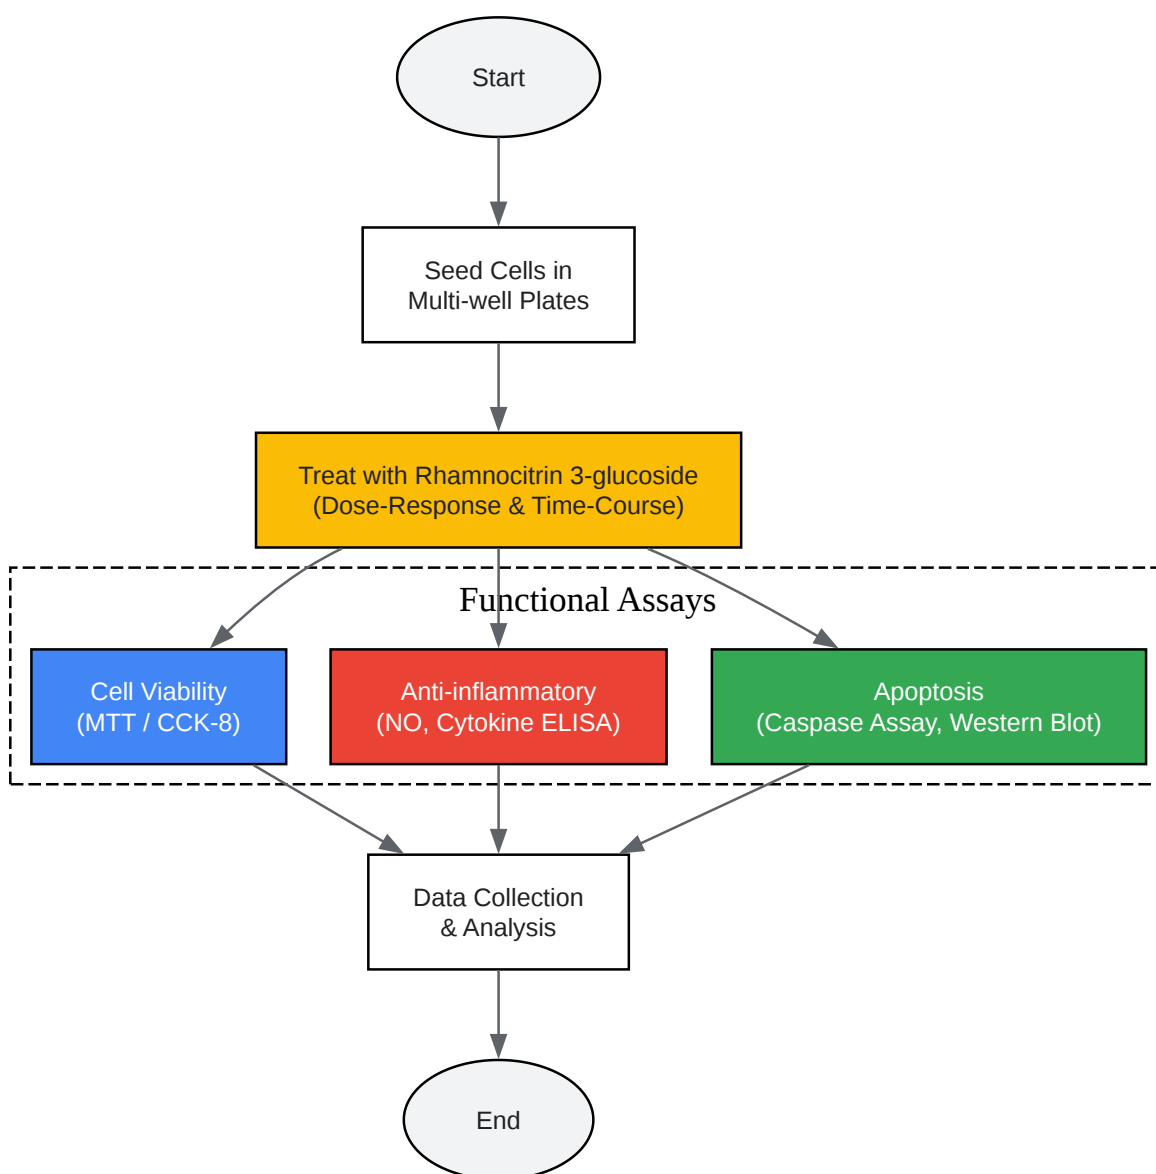 Start
Seed Cells in
Multi-well Plates
Treat with Rhamnocitrin 3-glucoside
(Dose-Response & Time-Course)
Functional Assays
Cell Viability
(MTT / CCK-8)
Anti-inflammatory
(NO, Cytokine ELISA)
Apoptosis
(Caspase Assay, Western Blot)
Data Collection
& Analysis
End